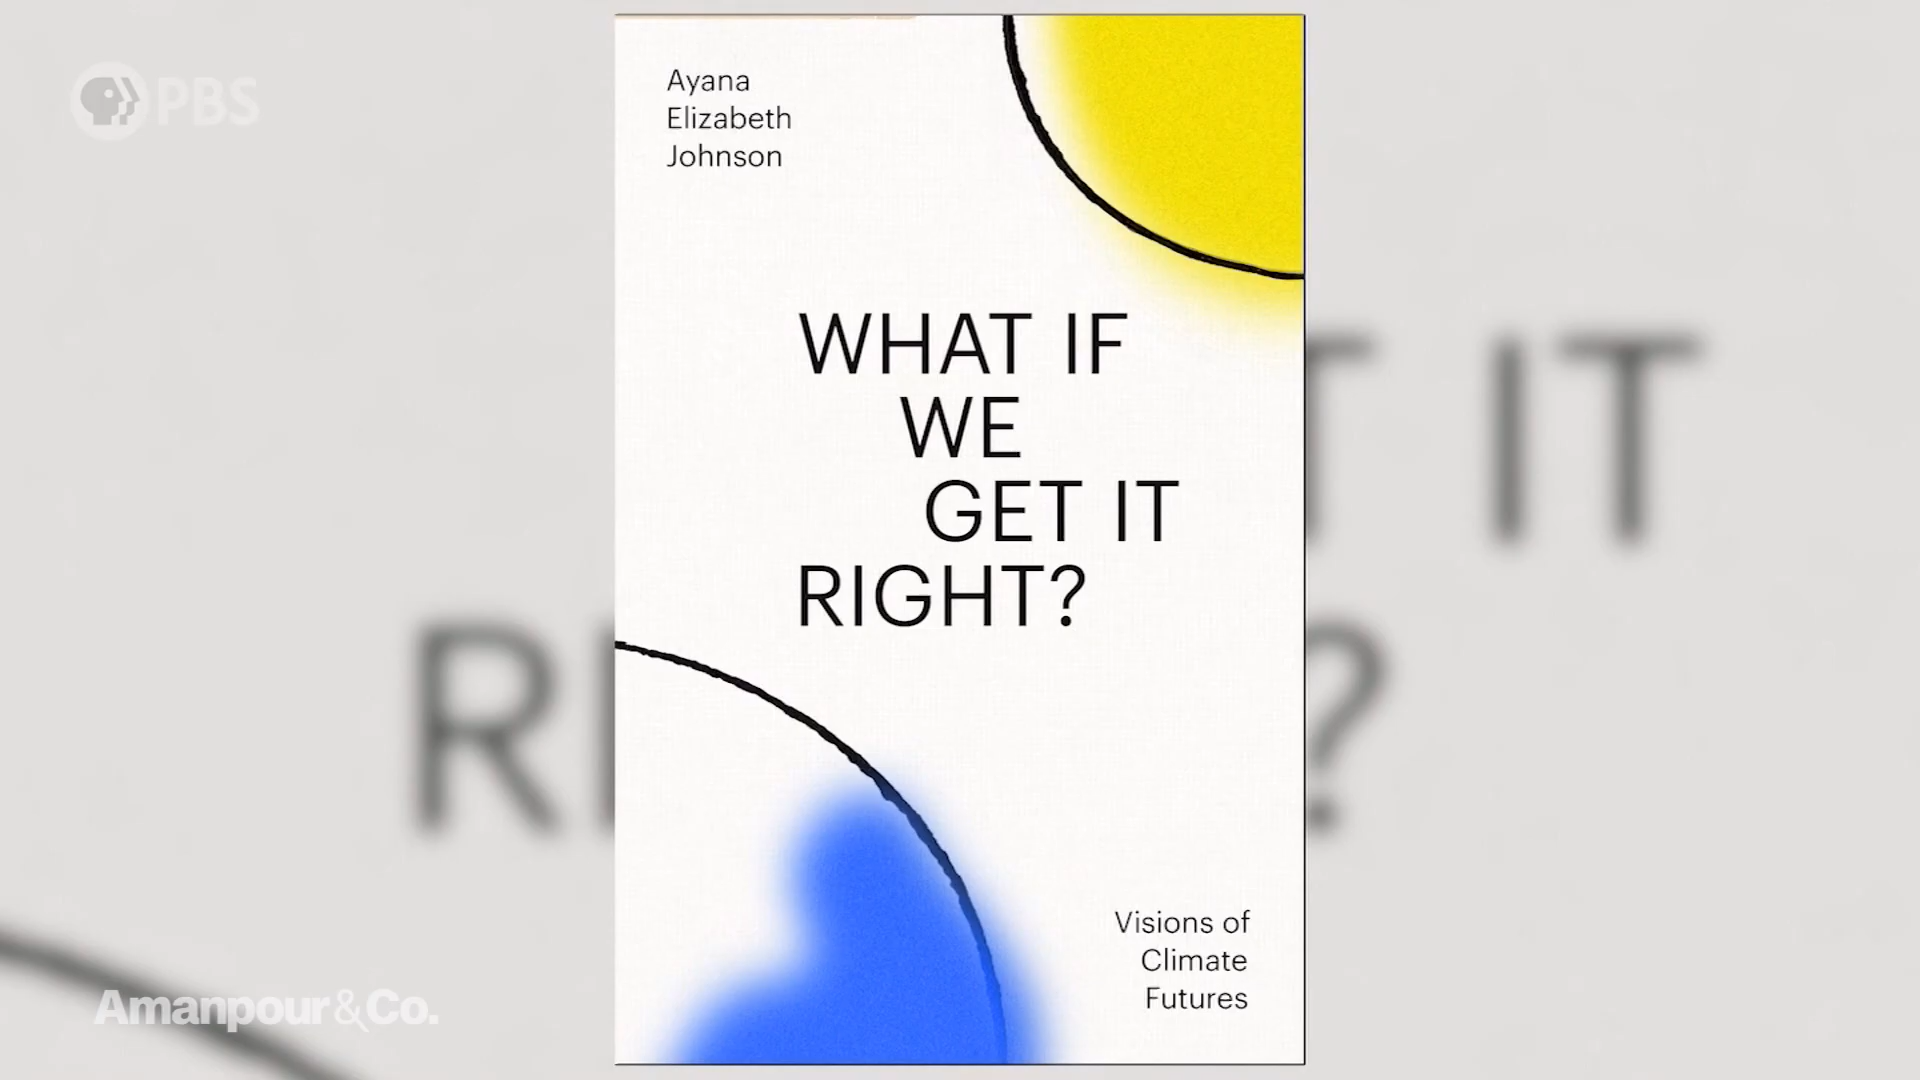 PBS
Ayana
Elizabeth
Johnson
WHAT IF
WE
GET IT
RIGHT?
Visions of
Climate
Futures
Amanpour&Co.